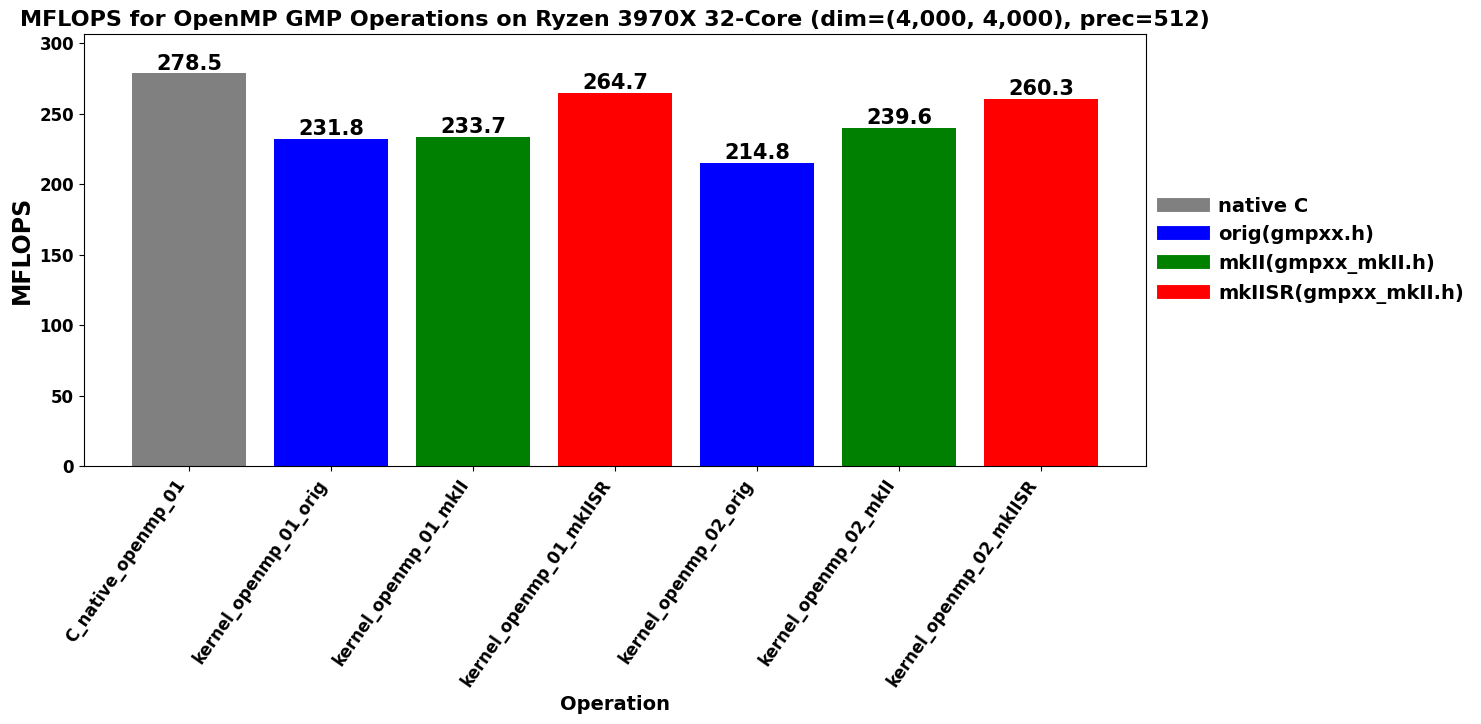 MFLOPS for OpenMP GMP Operations on Ryzen 3970X 32-Core (dim=(4,000, 4,000), prec=512)
300
250
200
150
100
50
0
MFLOPS
278.5
231.8
233.7
264.7
214.8
239.6
260.3
C_native_openmp_01
kernel_openmp_01_orig
kernel_openmp_01_mkII
kernel_openmp_01_mkIISR
kernel_openmp_02_orig
kernel_openmp_02_mkII
kernel_openmp_02_mkIISR
Operation
native C
orig(gmpxx.h)
mkII(gmpxx_mkII.h)
mkIISR(gmpxx_mkII.h)